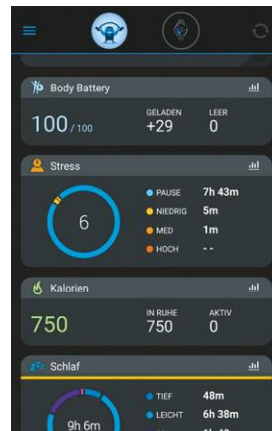 Body Battery
GELADEN LEER
100 / 100 +29 0
Stress
6
PAUSE 7h 43m
NIEDRIG 5m
MED 1m
HOCH - -
Kalorien
IN RUHE AKTIV
750 750 0
zzZ Schlaf
TIEF 48m
LEICHT 6h 38m
9h 6m